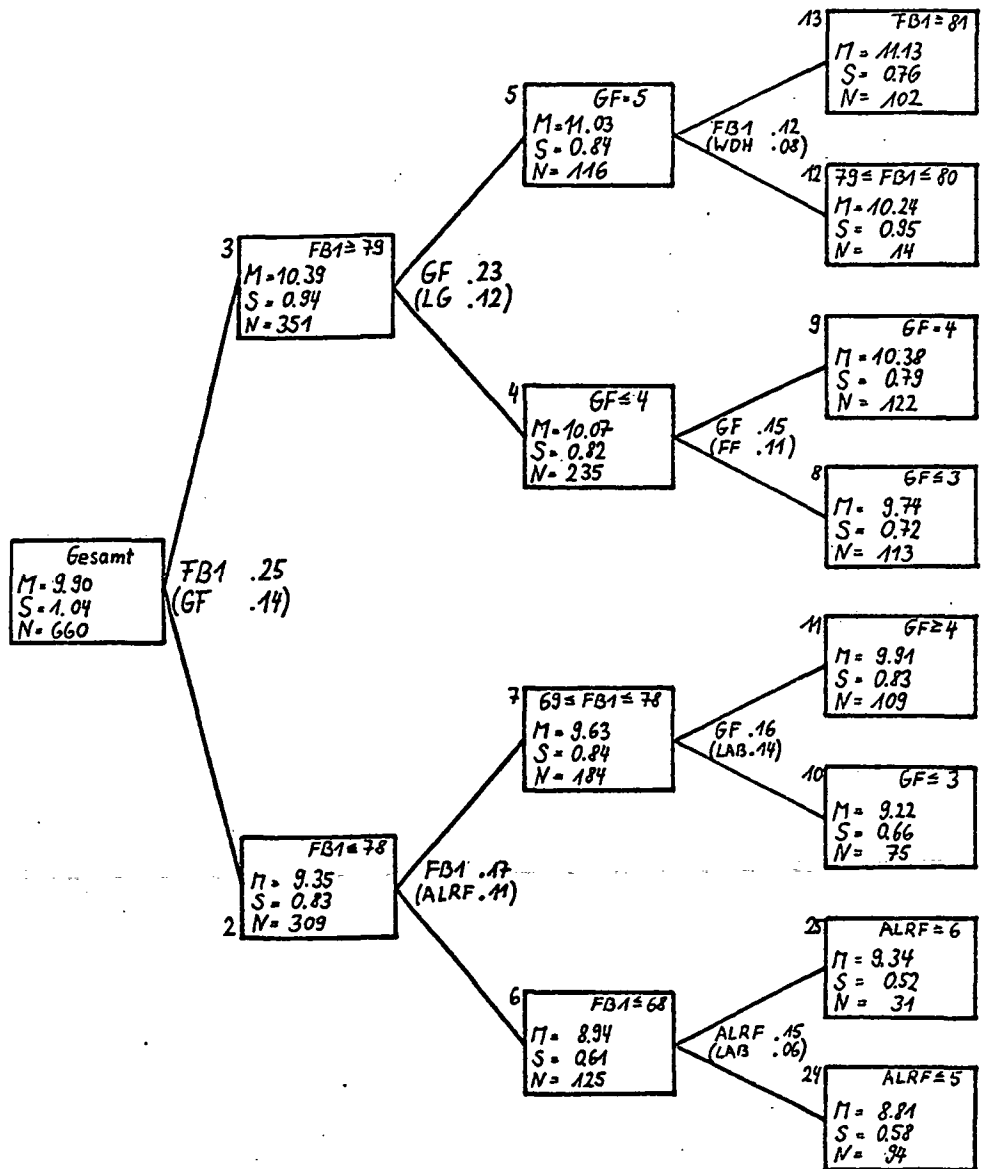 13
FB1 ≥ 81
M = 11.13
S = 0.76
N = 102
5
GF = 5
M = 11.03
S = 0.84
N = 116
FB1 .12
(WDH .08)
12
79 ≤ FB1 ≤ 80
M = 10.24
S = 0.95
N = 14
3
FB1 ≥ 79
M = 10.39
S = 0.94
N = 351
GF .23
(LG .12)
9
GF = 4
M = 10.38
S = 0.79
N = 122
4
GF ≤ 4
M = 10.07
S = 0.82
N = 235
GF .15
(FF .11)
8
GF ≤ 3
M = 9.74
S = 0.72
N = 113
Gesamt
M = 9.90
S = 1.04
N = 660
FB1 .25
(GF .14)
11
GF ≥ 4
M = 9.91
S = 0.83
N = 109
7
69 ≤ FB1 ≤ 78
M = 9.63
S = 0.84
N = 184
GF .16
(LAB .14)
10
GF ≤ 3
M = 9.22
S = 0.66
N = 75
FB1 ≤ 78
M = 9.35
S = 0.83
N = 309
2
FB1 .17
(ALRF .11)
25
ALRF = 6
M = 9.34
S = 0.52
N = 31
6
FB1 ≤ 68
M = 8.94
S = 0.61
N = 125
ALRF .15
(LAB .06)
24
ALRF ≤ 5
M = 8.81
S = 0.58
N = 94